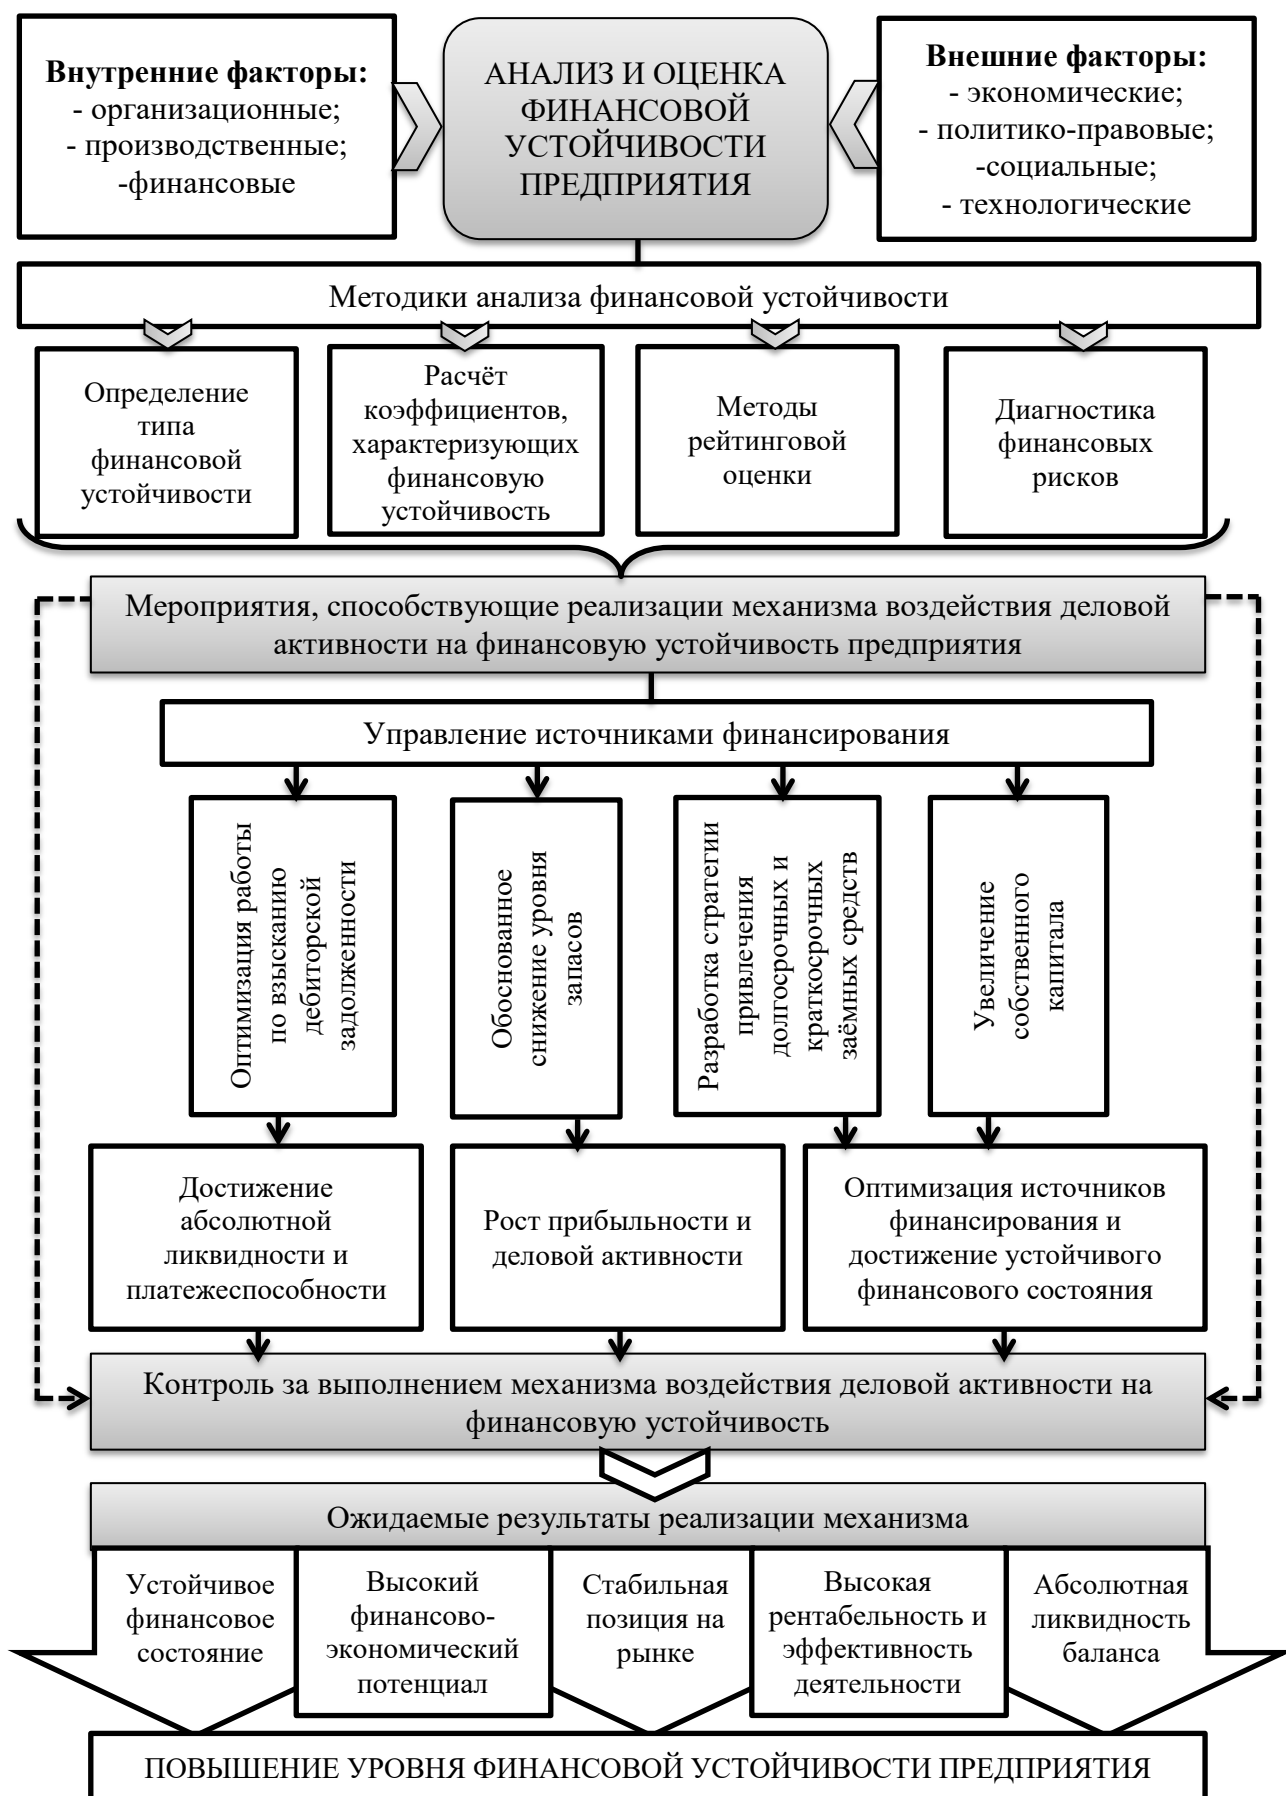 Внутренние факторы:
- организационные;
- производственные;
-финансовые
АНАЛИЗ И ОЦЕНКА
ФИНАНСОВОЙ
УСТОЙЧИВОСТИ
ПРЕДПРИЯТИЯ
Внешние факторы:
- экономические;
- политико-правовые;
-социальные;
- технологические
Методики анализа финансовой устойчивости
Определение
типа
финансовой
устойчивости
Расчёт
коэффициентов,
характеризующих
финансовую
устойчивость
Методы
рейтинговой
оценки
Диагностика
финансовых
рисков
Мероприятия, способствующие реализации механизма воздействия деловой
активности на финансовую устойчивость предприятия
Управление источниками финансирования
Оптимизация работы
по взысканию
дебиторской
задолженности
Обоснованное
снижение уровня
запасов
Разработка стратегии
привлечения
долгосрочных и
краткосрочных
заёмных средств
Увеличение
собственного
капитала
Достижение
абсолютной
ликвидности и
платежеспособности
Рост прибыльности и
деловой активности
Оптимизация источников
финансирования и
достижение устойчивого
финансового состояния
Контроль за выполнением механизма воздействия деловой активности на
финансовую устойчивость
Ожидаемые результаты реализации механизма
Устойчивое
финансовое
состояние
Высокий
финансово-
экономический
потенциал
Стабильная
позиция на
рынке
Высокая
рентабельность и
эффективность
деятельности
Абсолютная
ликвидность
баланса
ПОВЫШЕНИЕ УРОВНЯ ФИНАНСОВОЙ УСТОЙЧИВОСТИ ПРЕДПРИЯТИЯ